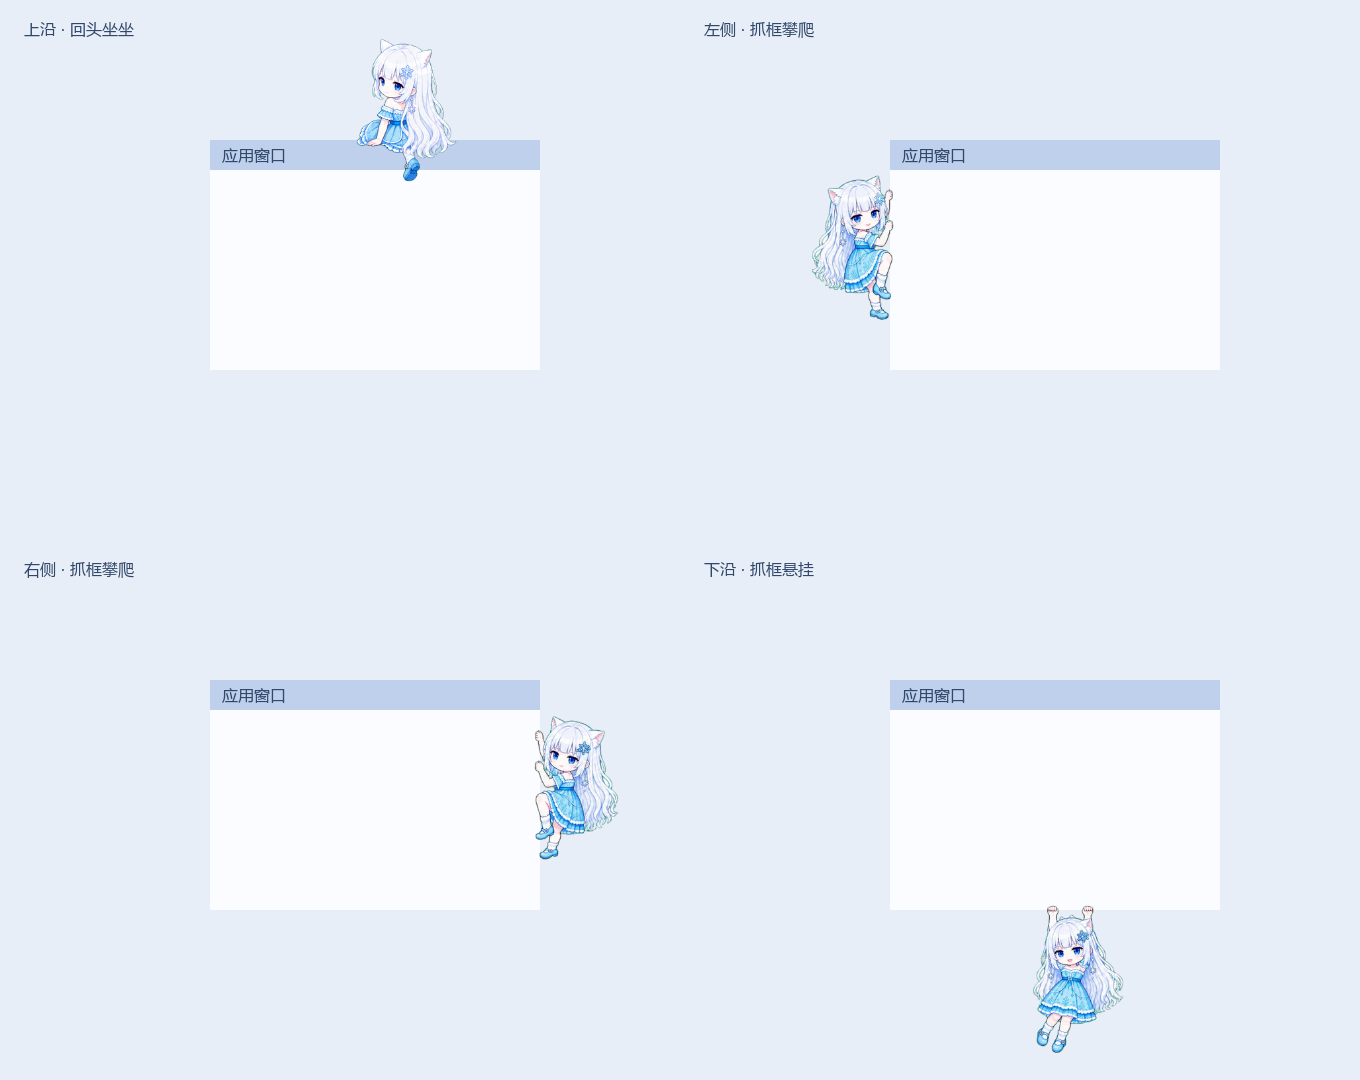 上沿 · 回头坐坐
左侧 · 抓框攀爬
应用窗口
应用窗口
右侧 · 抓框攀爬
下沿 · 抓框悬挂
应用窗口
应用窗口